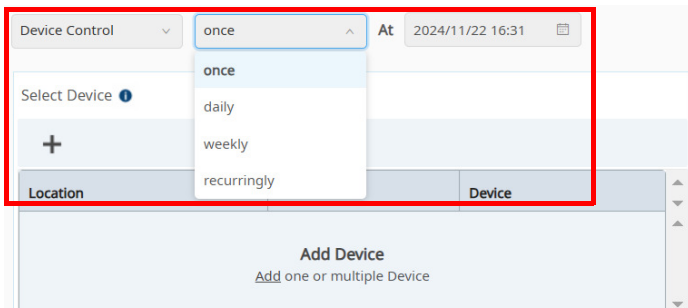 Device Control once At 2024/11/22 16:31
once
Select Device
daily
weekly
recurringly
Location Device
Add Device
Add one or multiple Device